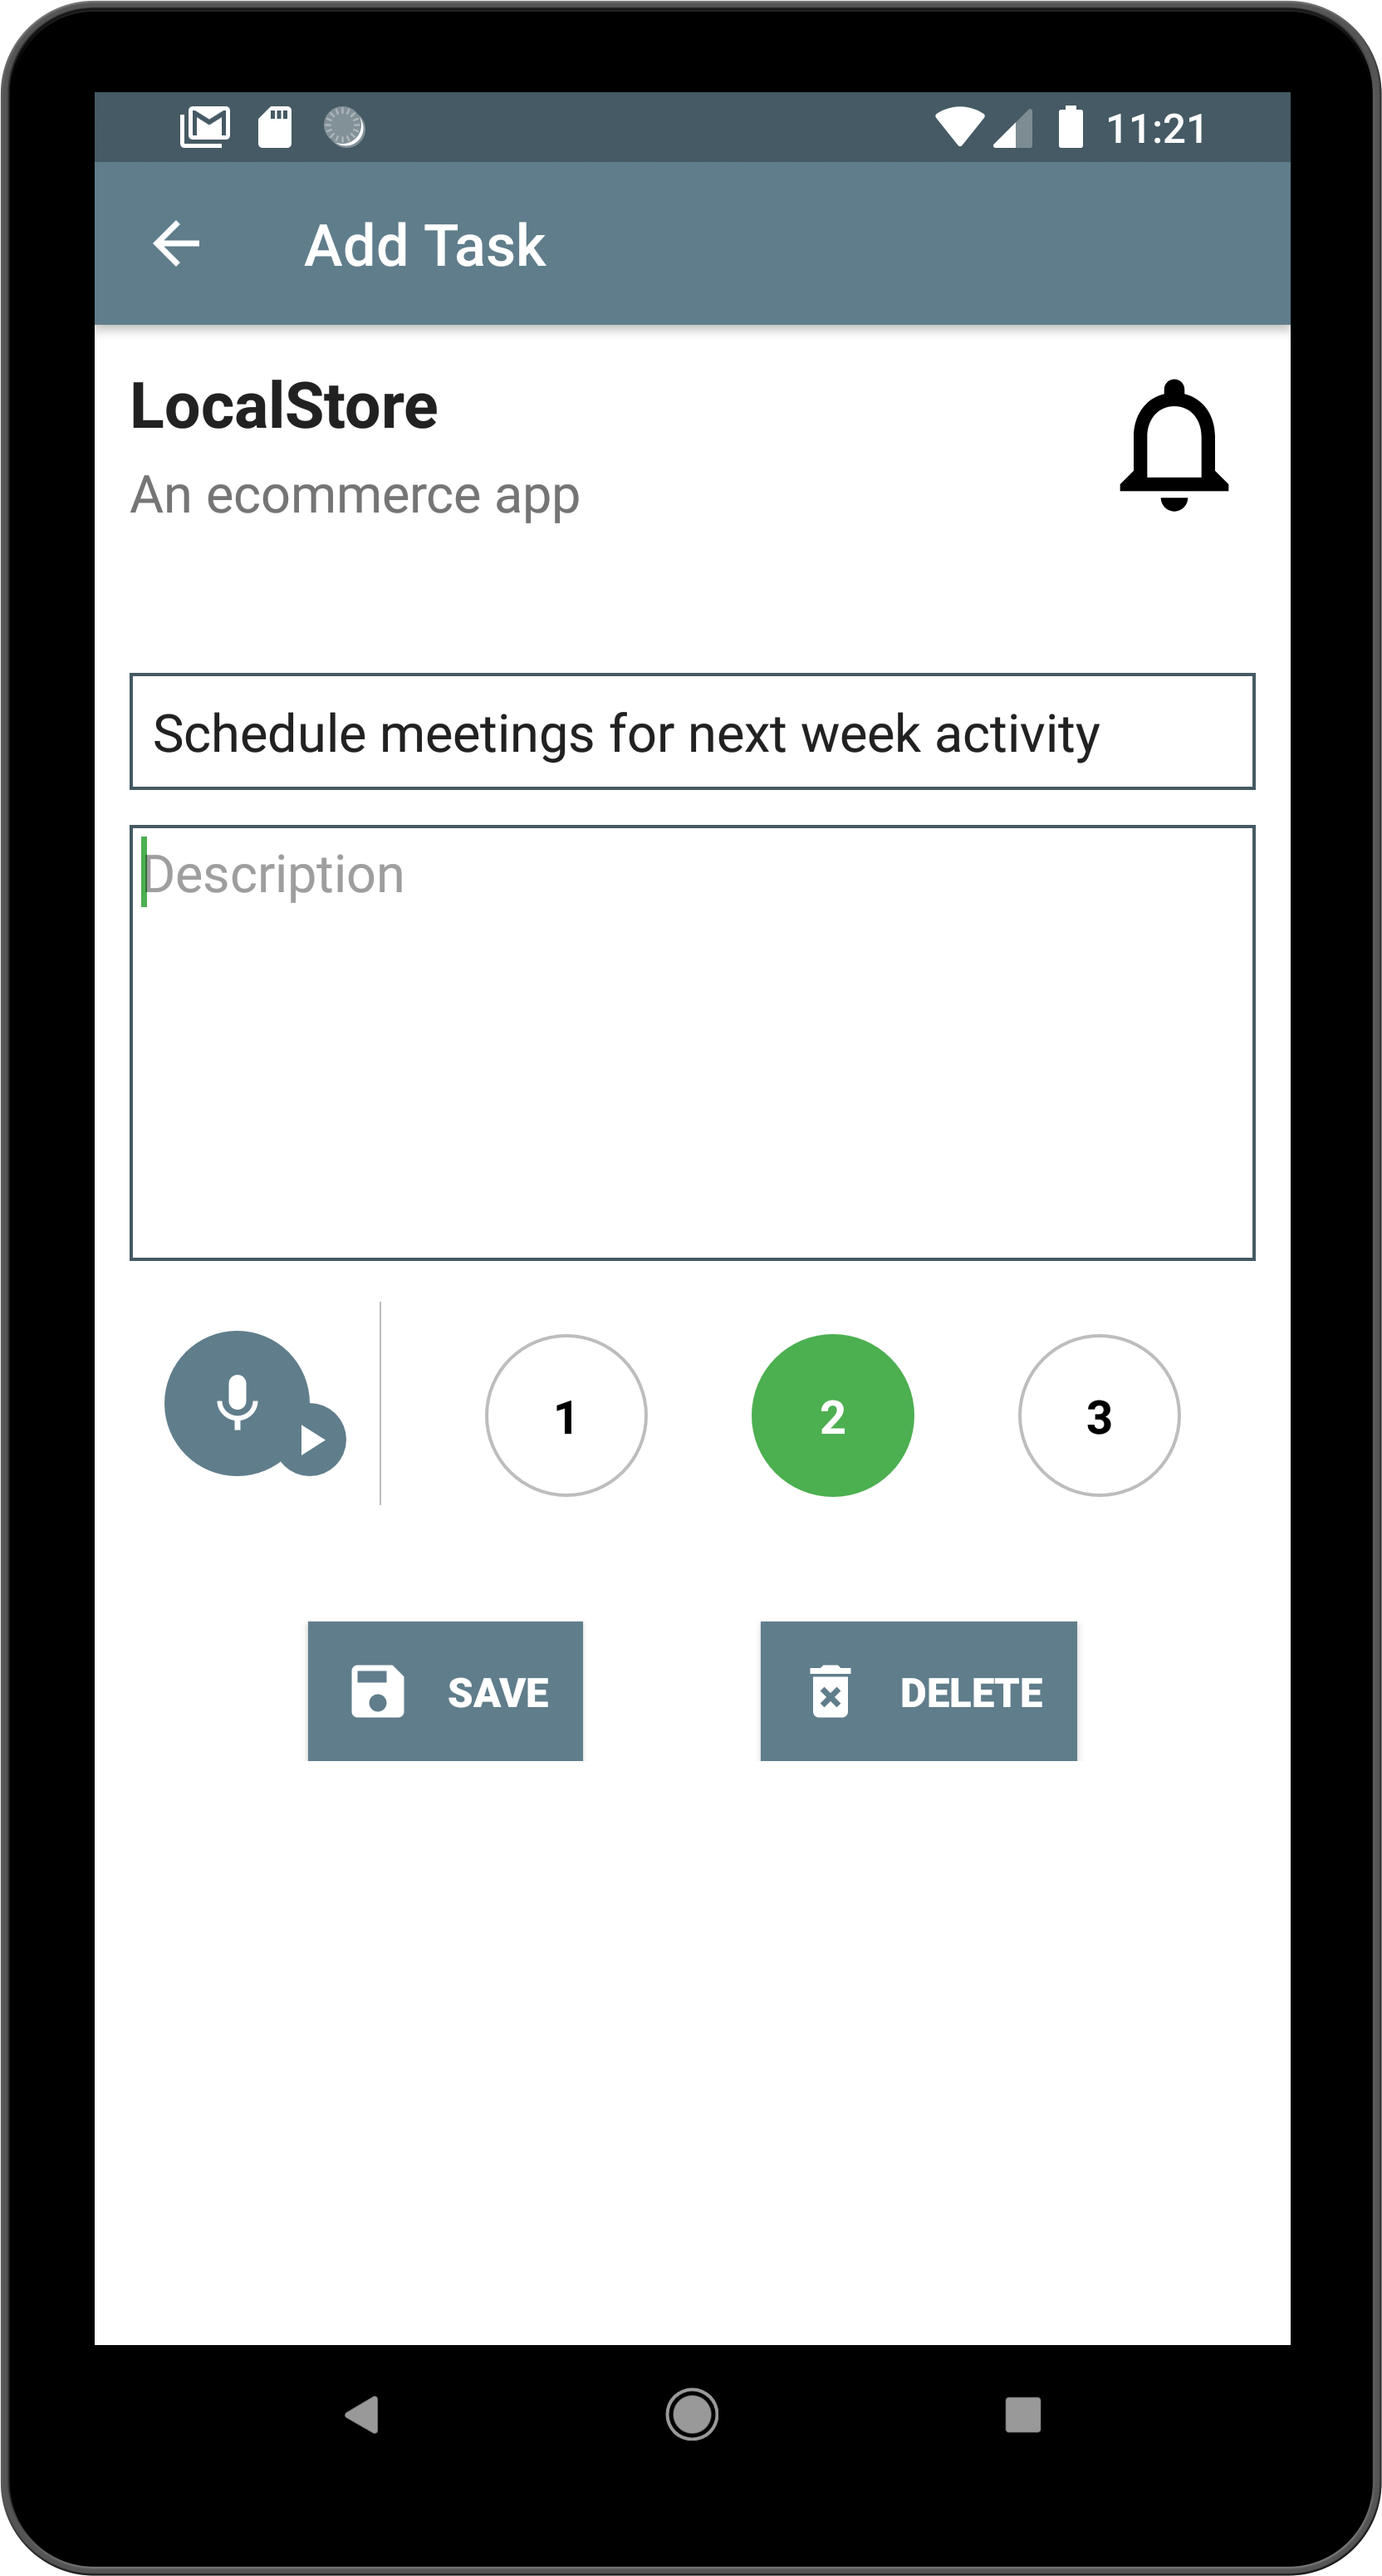 11:21
Add Task
LocalStore
An ecommerce app
Schedule meetings for next week activity
Description
1 2 3
SAVE DELETE